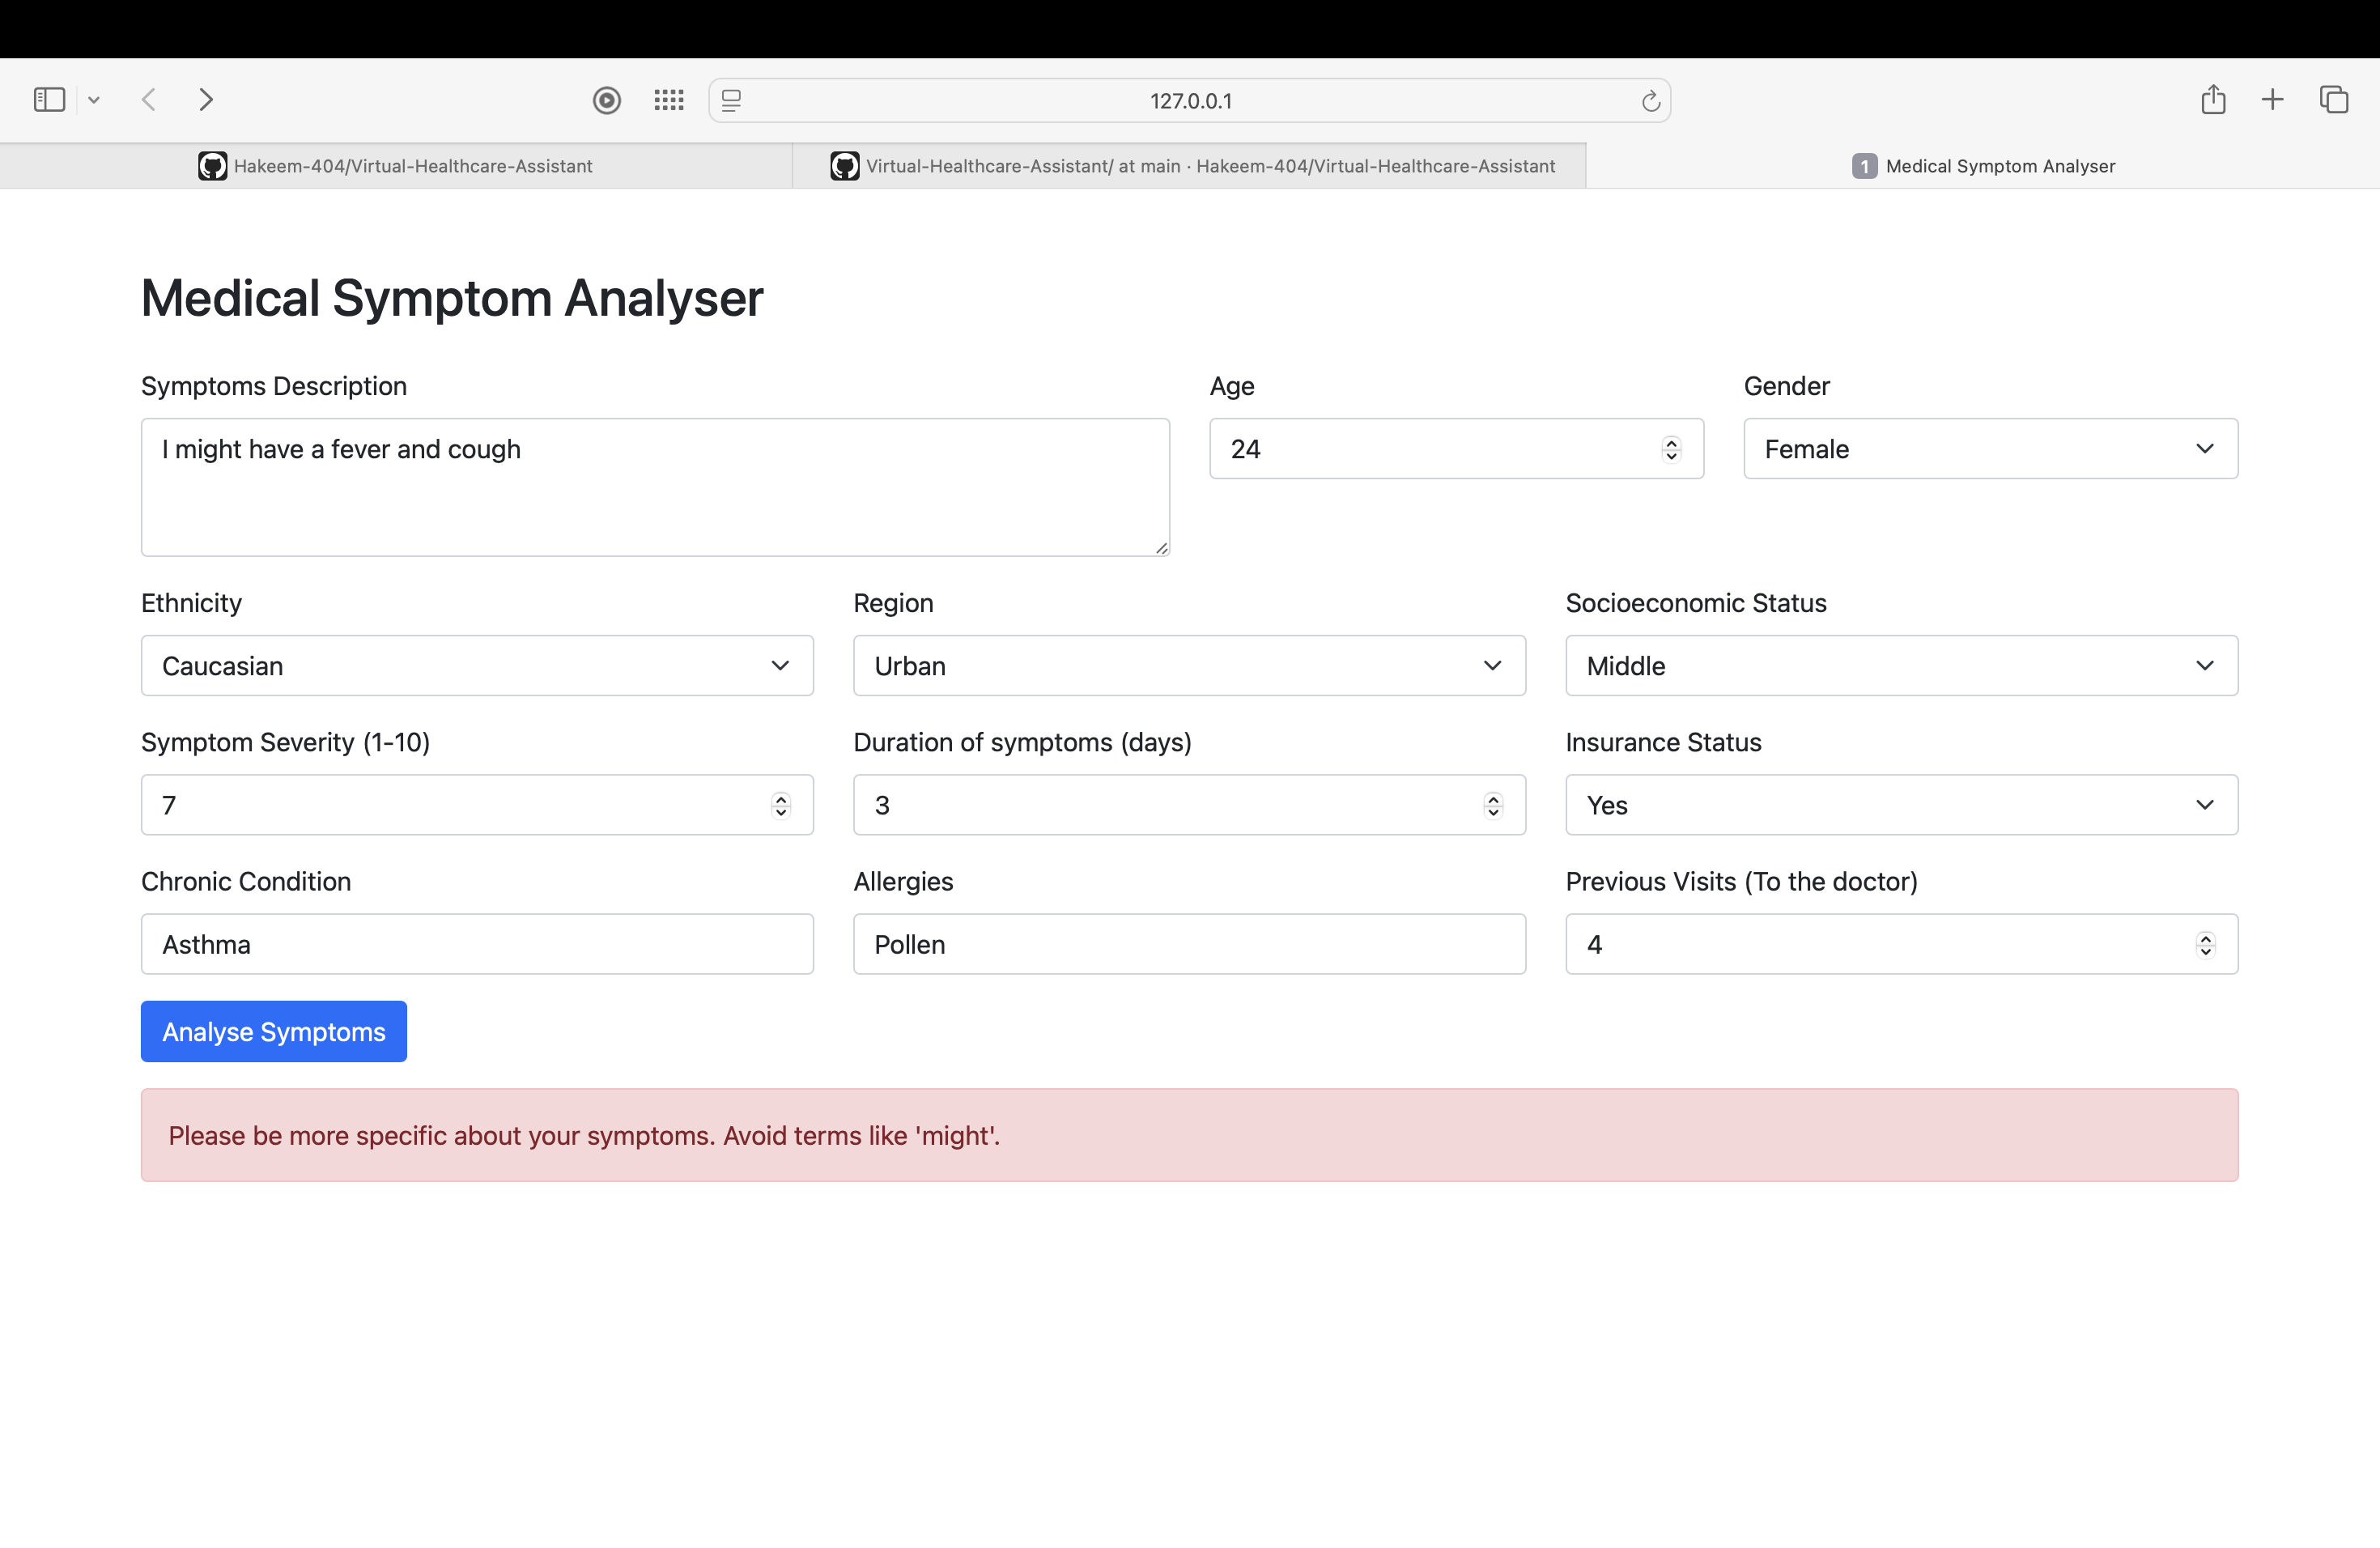 127.0.0.1
Hakeem-404/Virtual-Healthcare-Assistant
Virtual-Healthcare-Assistant/ at main · Hakeem-404/Virtual-Healthcare-Assistant
1 Medical Symptom Analyser
Medical Symptom Analyser
Symptoms Description
I might have a fever and cough
Age
24
Gender
Female
Ethnicity
Caucasian
Region
Urban
Socioeconomic Status
Middle
Symptom Severity (1-10)
7
Duration of symptoms (days)
3
Insurance Status
Yes
Chronic Condition
Asthma
Allergies
Pollen
Previous Visits (To the doctor)
4
Analyse Symptoms
Please be more specific about your symptoms. Avoid terms like 'might'.